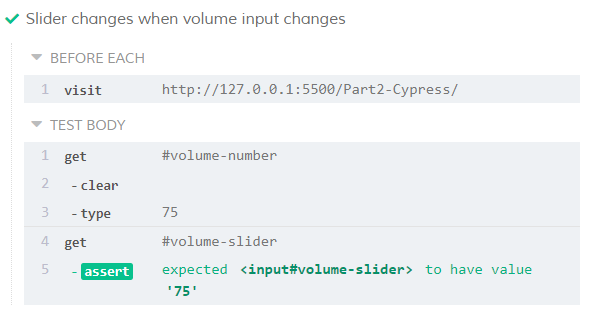 Slider changes when volume input changes
BEFORE EACH
1 visit http://127.0.0.1:5500/Part2-Cypress/
TEST BODY
1 get #volume-number
2 -clear
3 -type 75
4 get #volume-slider
5 -assert expected <input#volume-slider> to have value
'75'